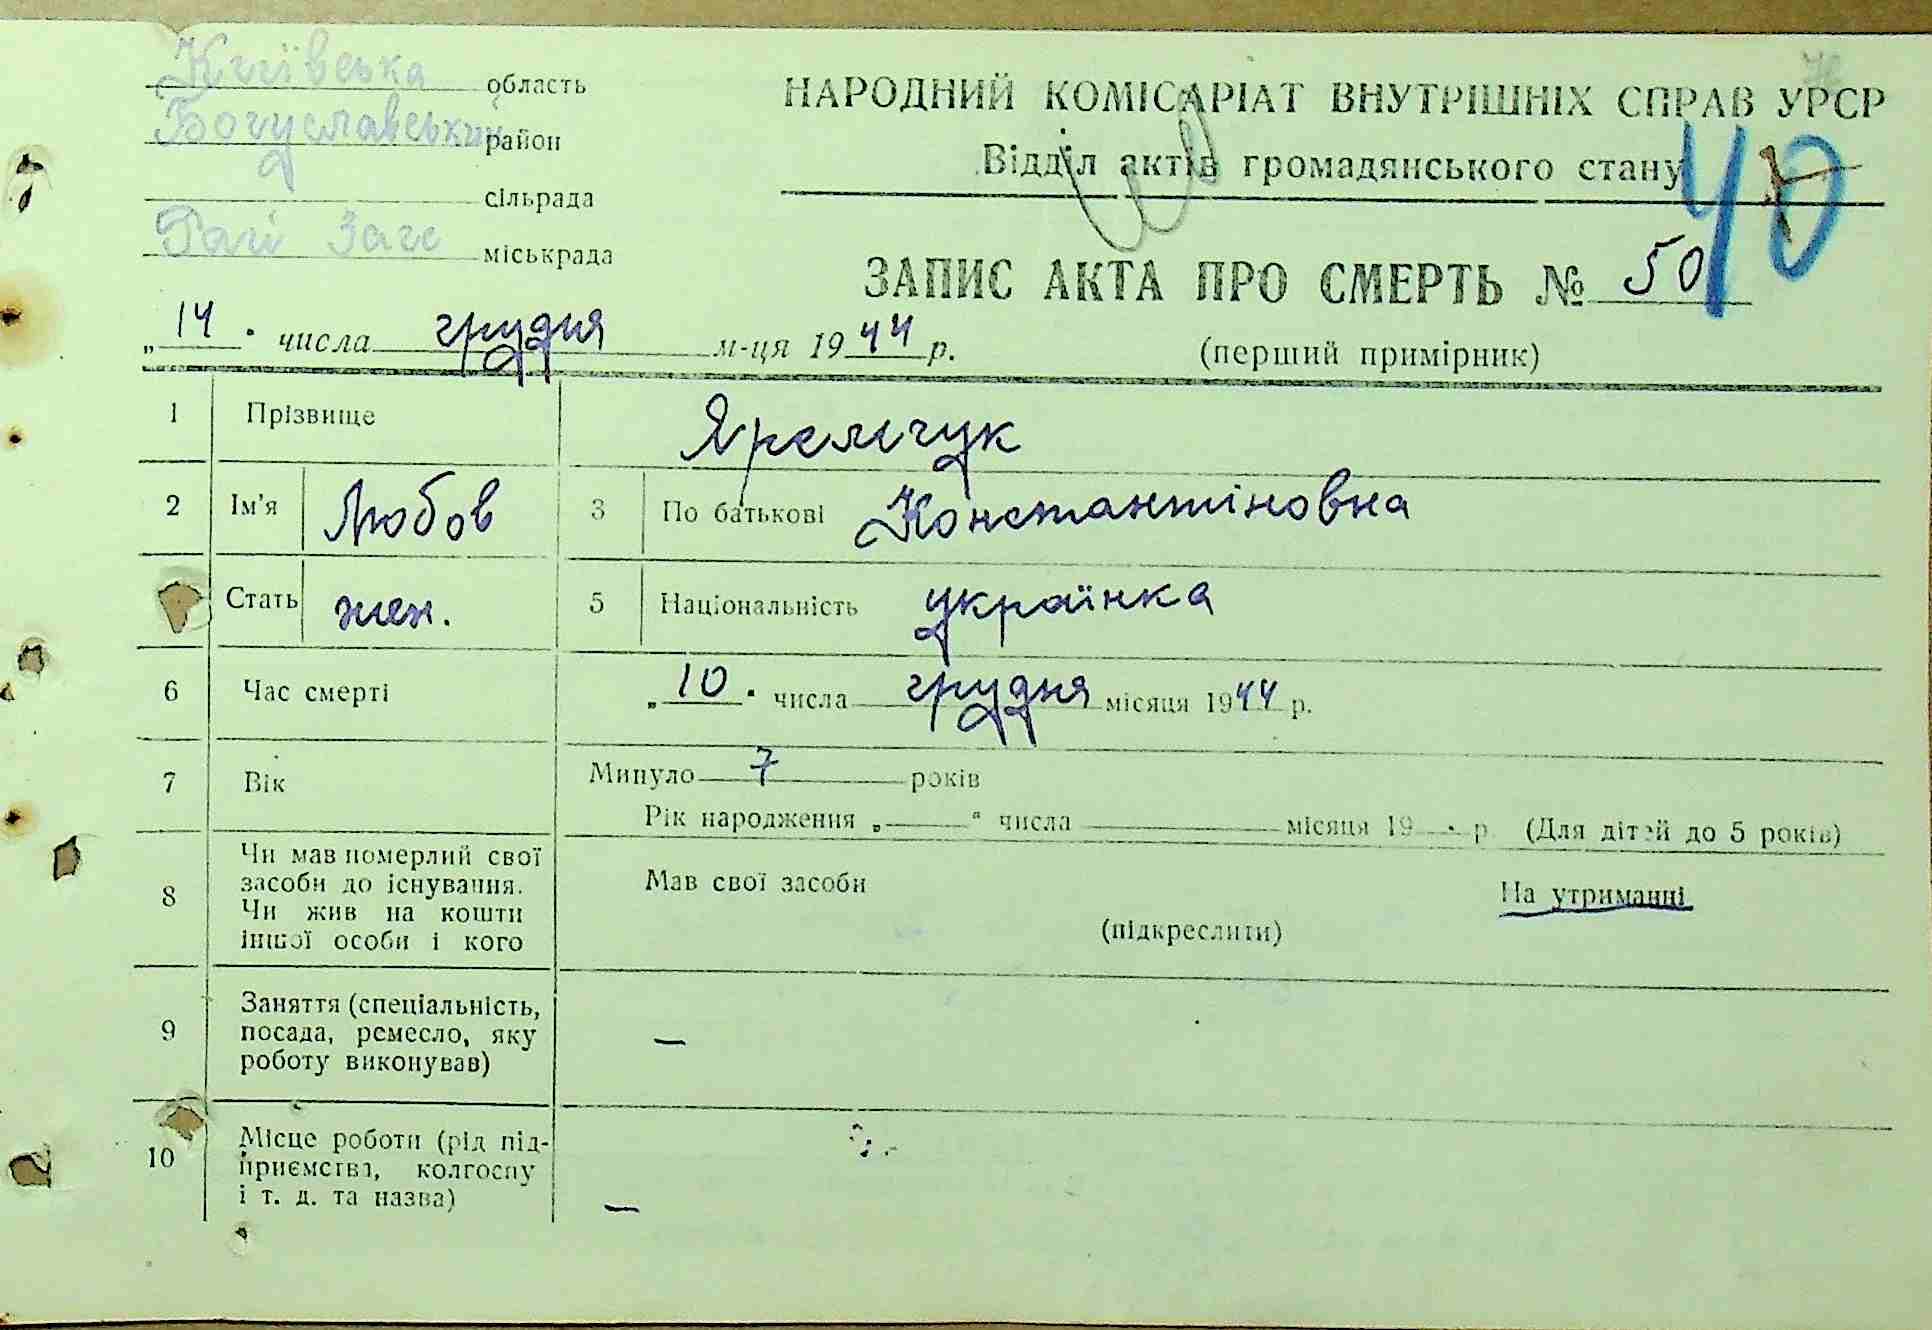 Київська область
Богуславський район
сільрада
Рагі Загс міськрада
НАРОДНИЙ КОМІСАРІАТ ВНУТРІШНІХ СПРАВ УРСР
Відділ актів громадянського стану
40
ЗАПИС АКТА ПРО СМЕРТЬ № 50
„14" числа грудня м-ця 1944 р.
(перший примірник)
1 Прізвище Яремчук
2 Ім'я Любов 3 По батькові Константіновна
Стать жен. 5 Національність українка
6 Час смерті „10" числа грудня місяця 1944 р.
7 Вік Минуло 7 років
Рік народження „—" числа місяця 19 — р. (Для дітей до 5 років)
8 Чи мав померлий свої
засоби до існування.
Чи жив на кошти
іншої особи і кого
Мав свої засоби На утриманні
(підкреслити)
9 Заняття (спеціальність,
посада, ремесло, яку
роботу виконував)
—
10 Місце роботи (рід під-
приємства, колгоспу
і т. д. та назва)
—